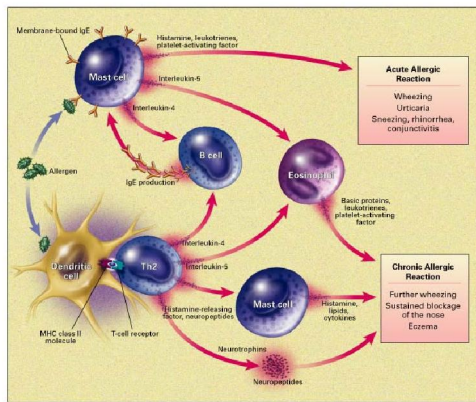 Membrane-bound IgE
Histamine, leukotrienes,
platelet-activating factor
Mast cell
Interleukin-5
Interleukin-4
Acute Allergic
Reaction
Wheezing
Urticaria
Sneezing, rhinorrhea,
conjunctivitis
B cell
Allergen
IgE production
Eosinophil
Basic proteins,
leukotrienes,
platelet-activating
factor
Dendritic
cell
Th2
Interleukin-4
Interleukin-5
Histamine-releasing
factor, neuropeptides
Mast cell
Histamine,
lipids,
cytokines
Chronic Allergic
Reaction
Further wheezing
Sustained blockage
of the nose
Eczema
MHC class II
molecule
T-cell receptor
Neurotrophins
Neuropeptides